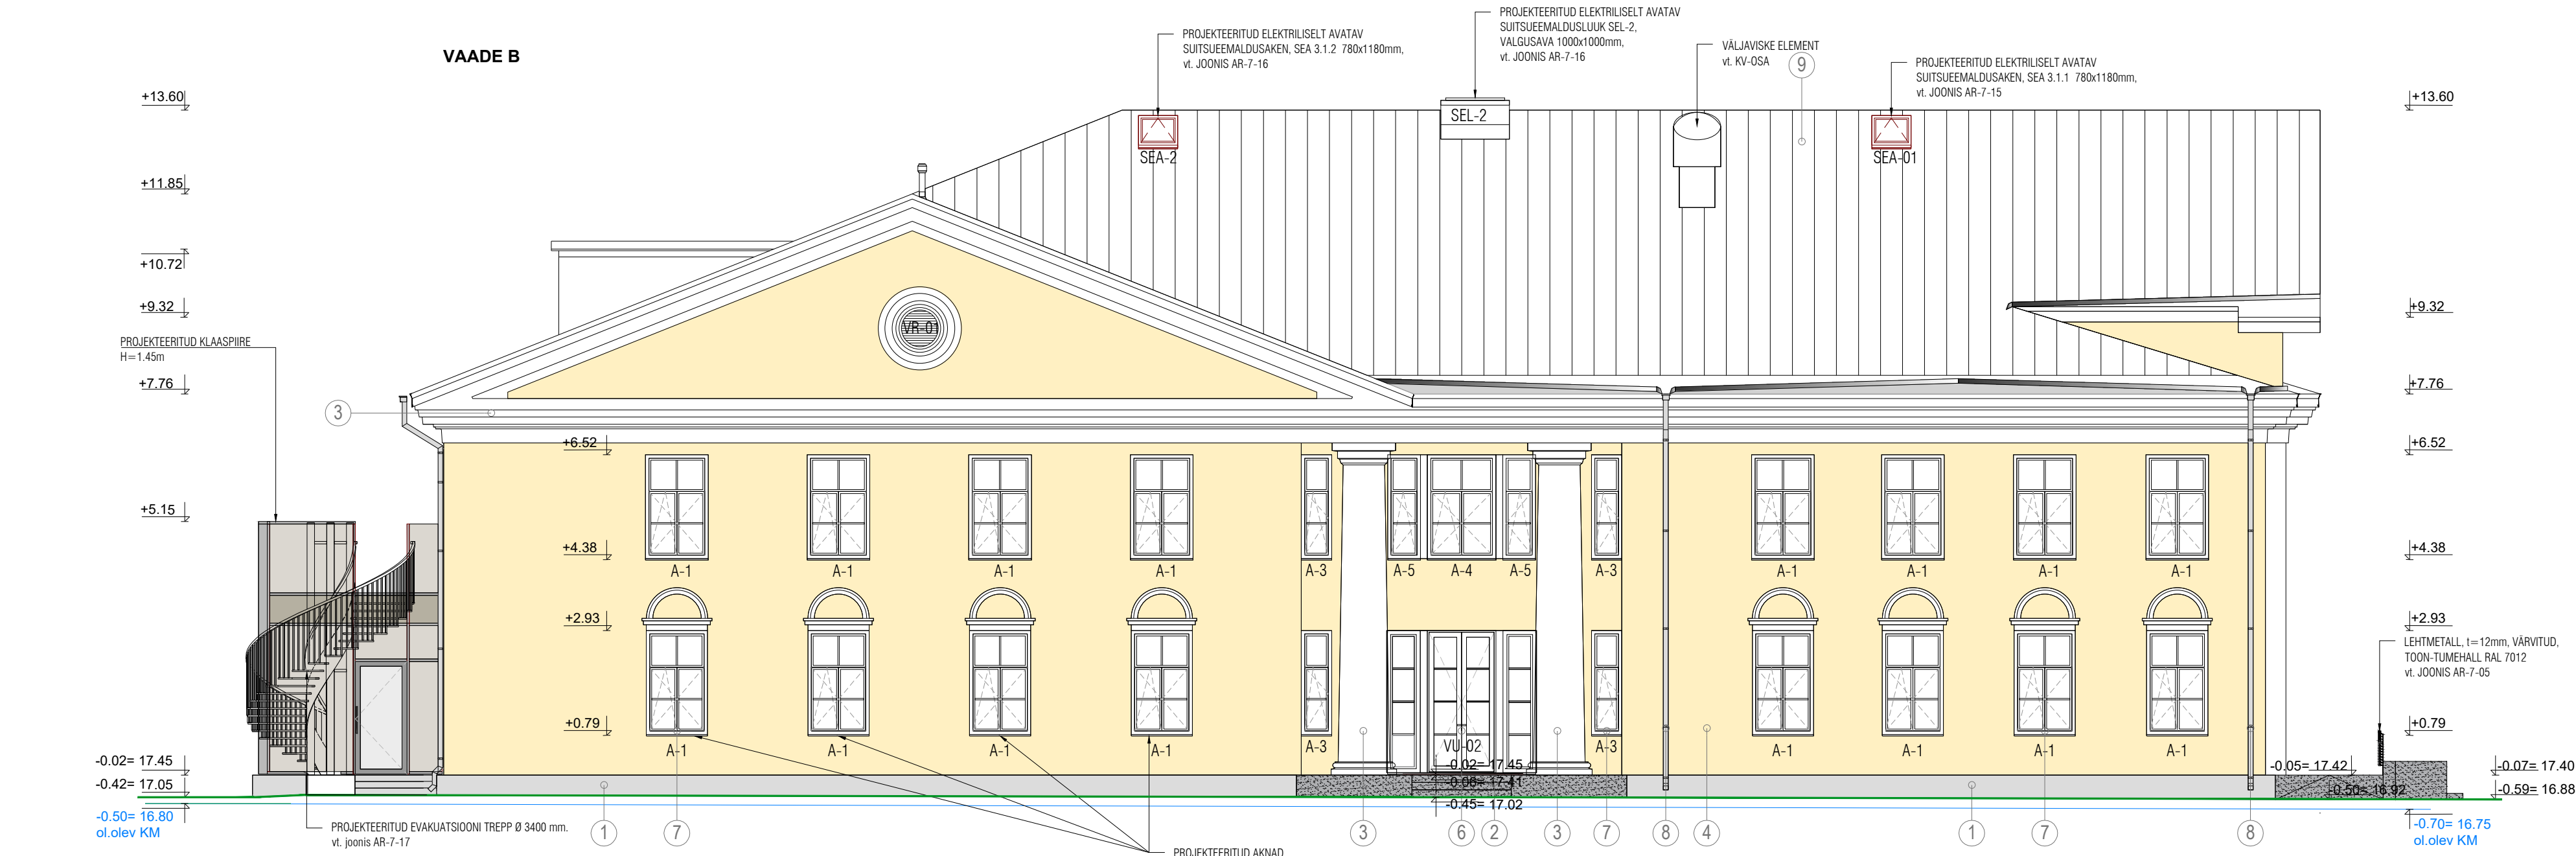 VAADE B
PROJEKTEERITUD ELEKTRILISELT AVATAV
SUITSUEEMALDUSAKEN, SEA 3.1.2 780x1180mm,
vt. JOONIS AR-7-16
PROJEKTEERITUD ELEKTRILISELT AVATAV
SUITSUEEMALDUSLUUK SEL-2,
VALGUSAVA 1000x1000mm,
vt. JOONIS AR-7-16
VÄLJAVISKE ELEMENT
vt. KV-OSA
9
PROJEKTEERITUD ELEKTRILISELT AVATAV
SUITSUEEMALDUSAKEN, SEA 3.1.1 780x1180mm,
vt. JOONIS AR-7-15
+13.60
+13.60
SEL-2
SEA-2
SEA-01
+11.85
+10.72
+9.32
+9.32
VR-01
PROJEKTEERITUD KLAASPIIRE
H=1.45m
+7.76
+7.76
3
+6.52
+6.52
+5.15
+4.38
+4.38
A-1
A-1
A-1
A-1
A-3
A-5
A-4
A-5
A-3
A-1
A-1
A-1
A-1
+2.93
+2.93
LEHTMETALL, t=12mm, VÄRVITUD,
TOON-TUMEHALL RAL 7012
vt. JOONIS AR-7-05
+0.79
+0.79
A-1
A-1
A-1
A-1
A-3
VU-02
A-3
A-1
A-1
A-1
A-1
-0.02= 17.45
-0.02= 17.45
-0.05= 17.42
-0.07= 17.40
-0.42= 17.05
-0.06= 17.41
-0.50= 16.92
-0.59= 16.88
-0.45= 17.02
-0.50= 16.80
ol.olev KM
-0.70= 16.75
ol.olev KM
PROJEKTEERITUD EVAKUATSIOONI TREPP Ø 3400 mm.
vt. joonis AR-7-17
1
7
3
6
2
3
7
8
4
1
7
8
PROJEKTEERITUD AKNAD